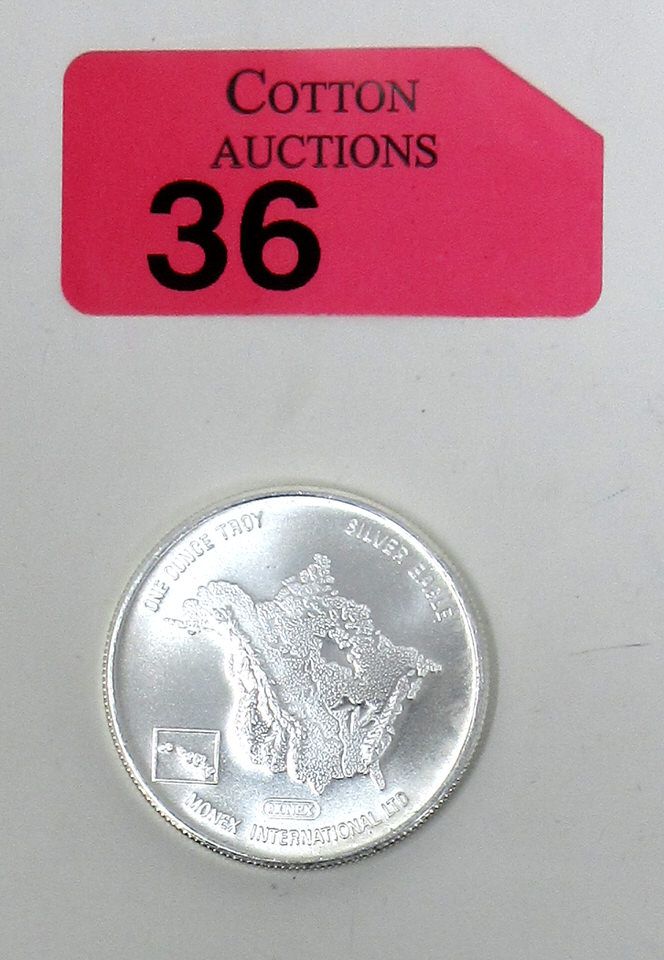 COTTON
AUCTIONS
36
ONE OUNCE TROY
SILVER EAGLE
MONEX
MONEX INTERNATIONAL LTD